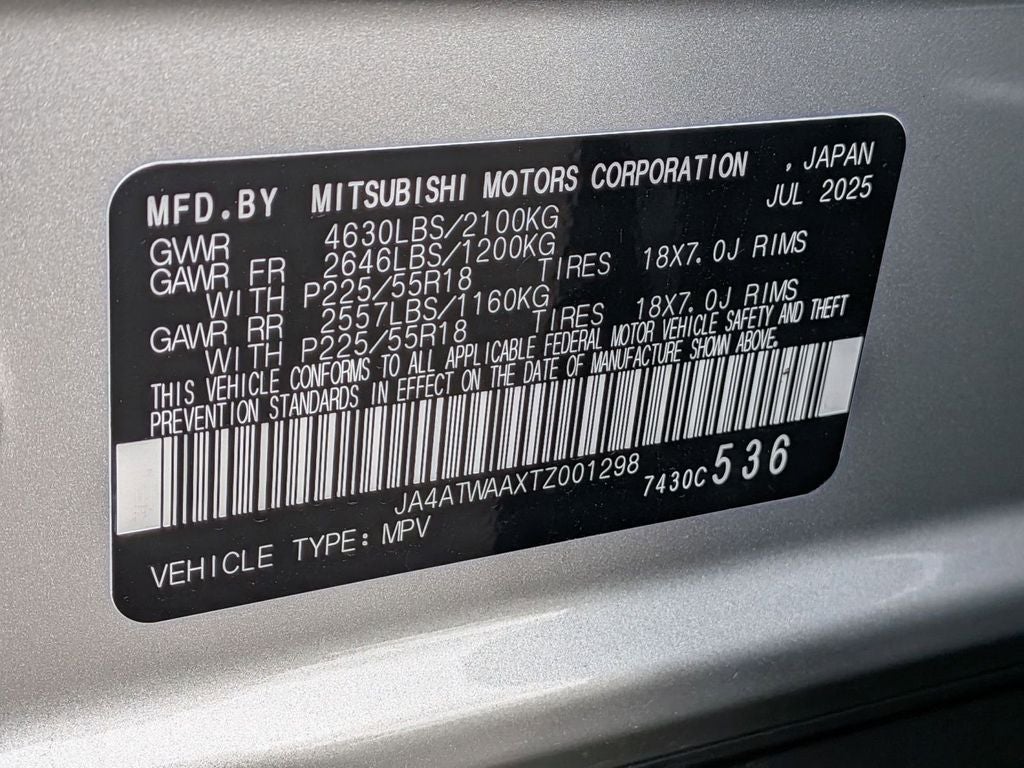 MFD.BY MITSUBISHI MOTORS CORPORATION , JAPAN
JUL 2025
GVWR 4630LBS/2100KG
GAWR FR 2646LBS/1200KG
WITH P225/55R18 TIRES 18X7.0J RIMS
GAWR RR 2557LBS/1160KG
WITH P225/55R18 TIRES 18X7.0J RIMS
THIS VEHICLE CONFORMS TO ALL APPLICABLE FEDERAL MOTOR VEHICLE SAFETY AND THEFT
PREVENTION STANDARDS IN EFFECT ON THE DATE OF MANUFACTURE SHOWN ABOVE.
JA4ATWAAXTZ001298 7430C536
VEHICLE TYPE: MPV